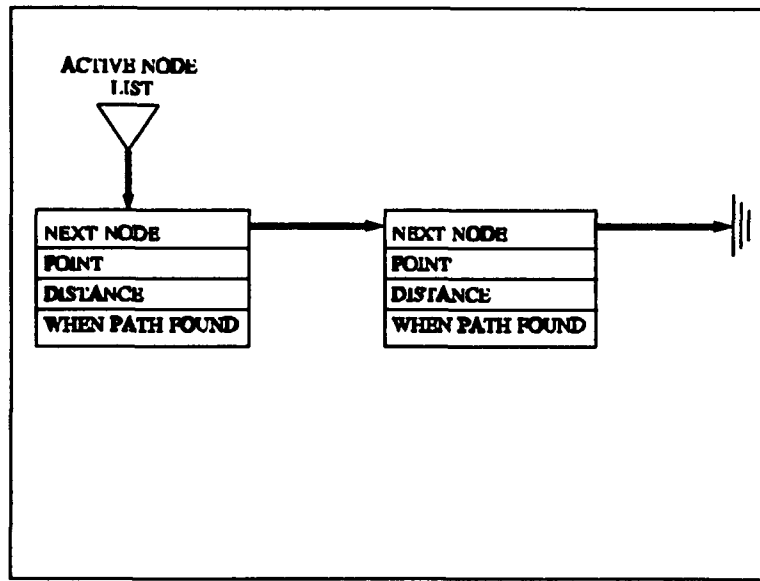 ACTIVE NODE
LIST
NEXT NODE
POINT
DISTANCE
WHEN PATH FOUND
NEXT NODE
POINT
DISTANCE
WHEN PATH FOUND